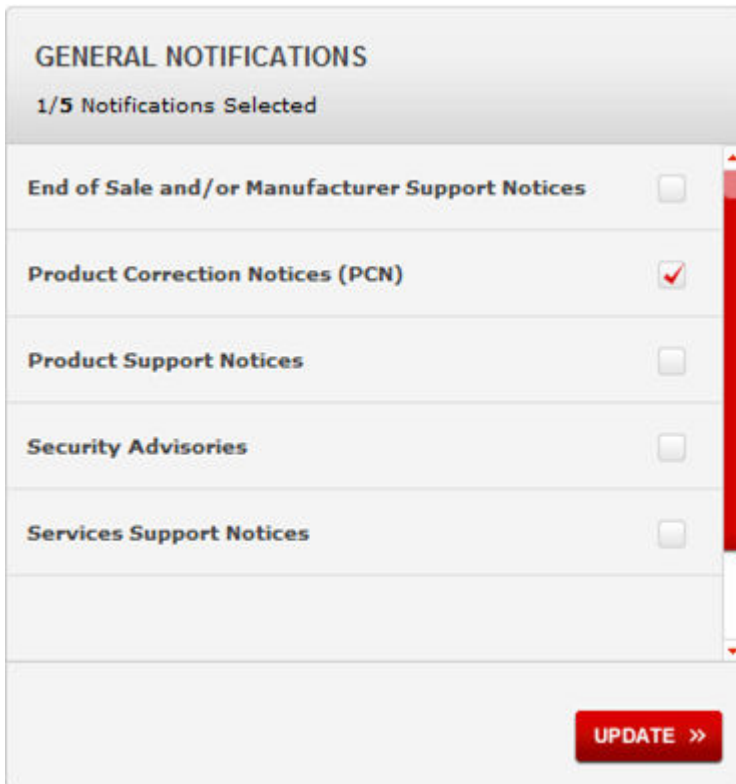 GENERAL NOTIFICATIONS
1/5 Notifications Selected
End of Sale and/or Manufacturer Support Notices
Product Correction Notices (PCN)
Product Support Notices
Security Advisories
Services Support Notices
UPDATE »